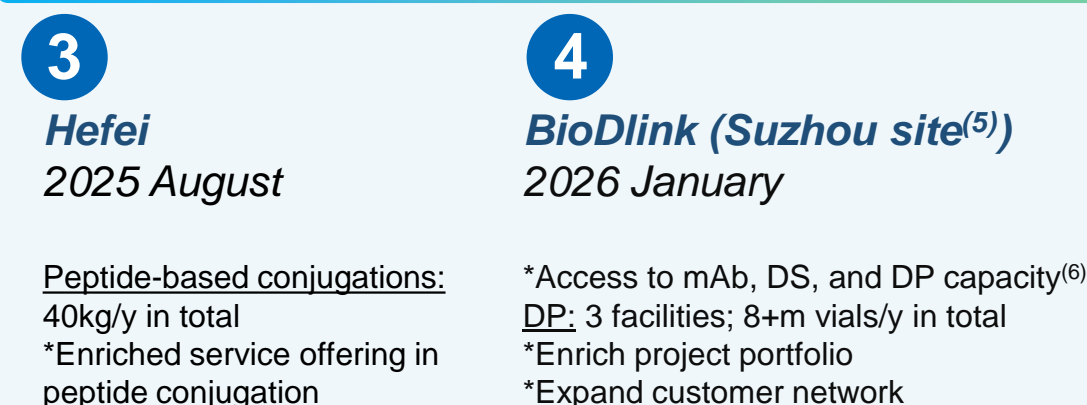 3
Hefei
2025 August
Peptide-based conjugations:
40kg/y in total
*Enriched service offering in
peptide conjugation
4
BioDlink (Suzhou site(5))
2026 January
*Access to mAb, DS, and DP capacity(6)
DP: 3 facilities; 8+m vials/y in total
*Enrich project portfolio
*Expand customer network